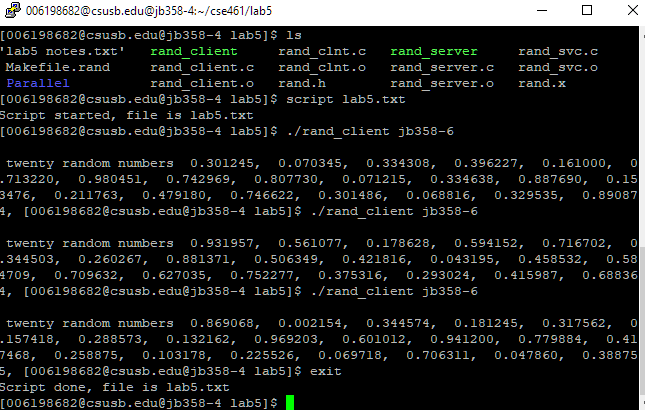 006198682@csusb.edu@jb358-4:~/cse461/lab5
[006198682@csusb.edu@jb358-4 lab5]$ ls
'lab5 notes.txt'   rand_client     rand_clnt.c   rand_server     rand_svc.c
 Makefile.rand     rand_client.c   rand_clnt.o   rand_server.c   rand_svc.o
 Parallel          rand_client.o   rand.h        rand_server.o   rand.x
[006198682@csusb.edu@jb358-4 lab5]$ script lab5.txt
Script started, file is lab5.txt
[006198682@csusb.edu@jb358-4 lab5]$ ./rand_client jb358-6
 twenty random numbers  0.301245,  0.070345,  0.334308,  0.396227,  0.161000,  0
.713220,  0.980451,  0.742969,  0.807730,  0.071215,  0.334638,  0.887690,  0.15
3476,  0.211763,  0.479180,  0.746622,  0.301486,  0.068816,  0.329535,  0.89087
4, [006198682@csusb.edu@jb358-4 lab5]$ ./rand_client jb358-6
 twenty random numbers  0.931957,  0.561077,  0.178628,  0.594152,  0.716702,  0
.344503,  0.260267,  0.881371,  0.506349,  0.421816,  0.043195,  0.458532,  0.58
4709,  0.709632,  0.627035,  0.752277,  0.375316,  0.293024,  0.415987,  0.68836
4, [006198682@csusb.edu@jb358-4 lab5]$ ./rand_client jb358-6
 twenty random numbers  0.869068,  0.002154,  0.344574,  0.181245,  0.317562,  0
.157418,  0.288573,  0.132162,  0.969203,  0.601012,  0.941200,  0.779884,  0.41
7468,  0.258875,  0.103178,  0.225526,  0.069718,  0.706311,  0.047860,  0.38875
5, [006198682@csusb.edu@jb358-4 lab5]$ exit
Script done, file is lab5.txt
[006198682@csusb.edu@jb358-4 lab5]$